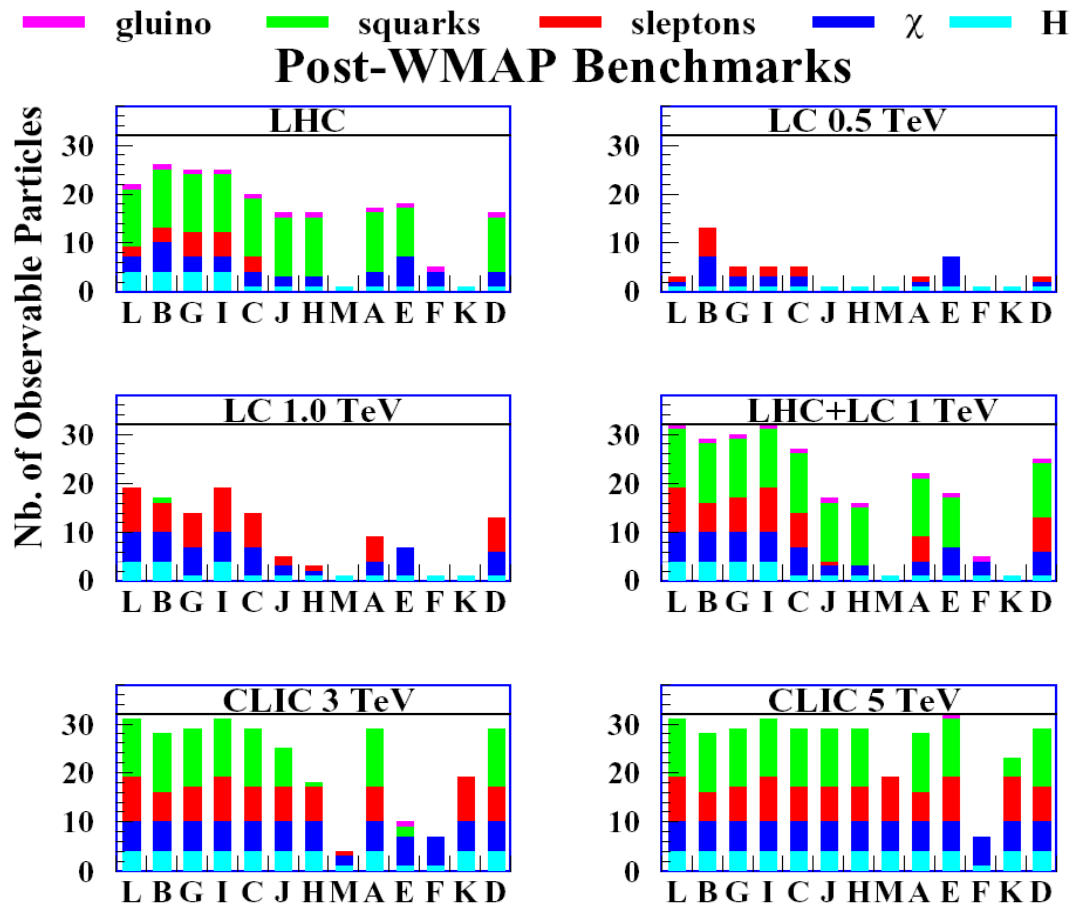 gluino squarks sleptons χ H
Post-WMAP Benchmarks
Nb. of Observable Particles
LHC
30
20
10
0
L B G I C J H M A E F K D
LC 0.5 TeV
30
20
10
0
L B G I C J H M A E F K D
LC 1.0 TeV
30
20
10
0
L B G I C J H M A E F K D
LHC+LC 1 TeV
30
20
10
0
L B G I C J H M A E F K D
CLIC 3 TeV
30
20
10
0
L B G I C J H M A E F K D
CLIC 5 TeV
30
20
10
0
L B G I C J H M A E F K D